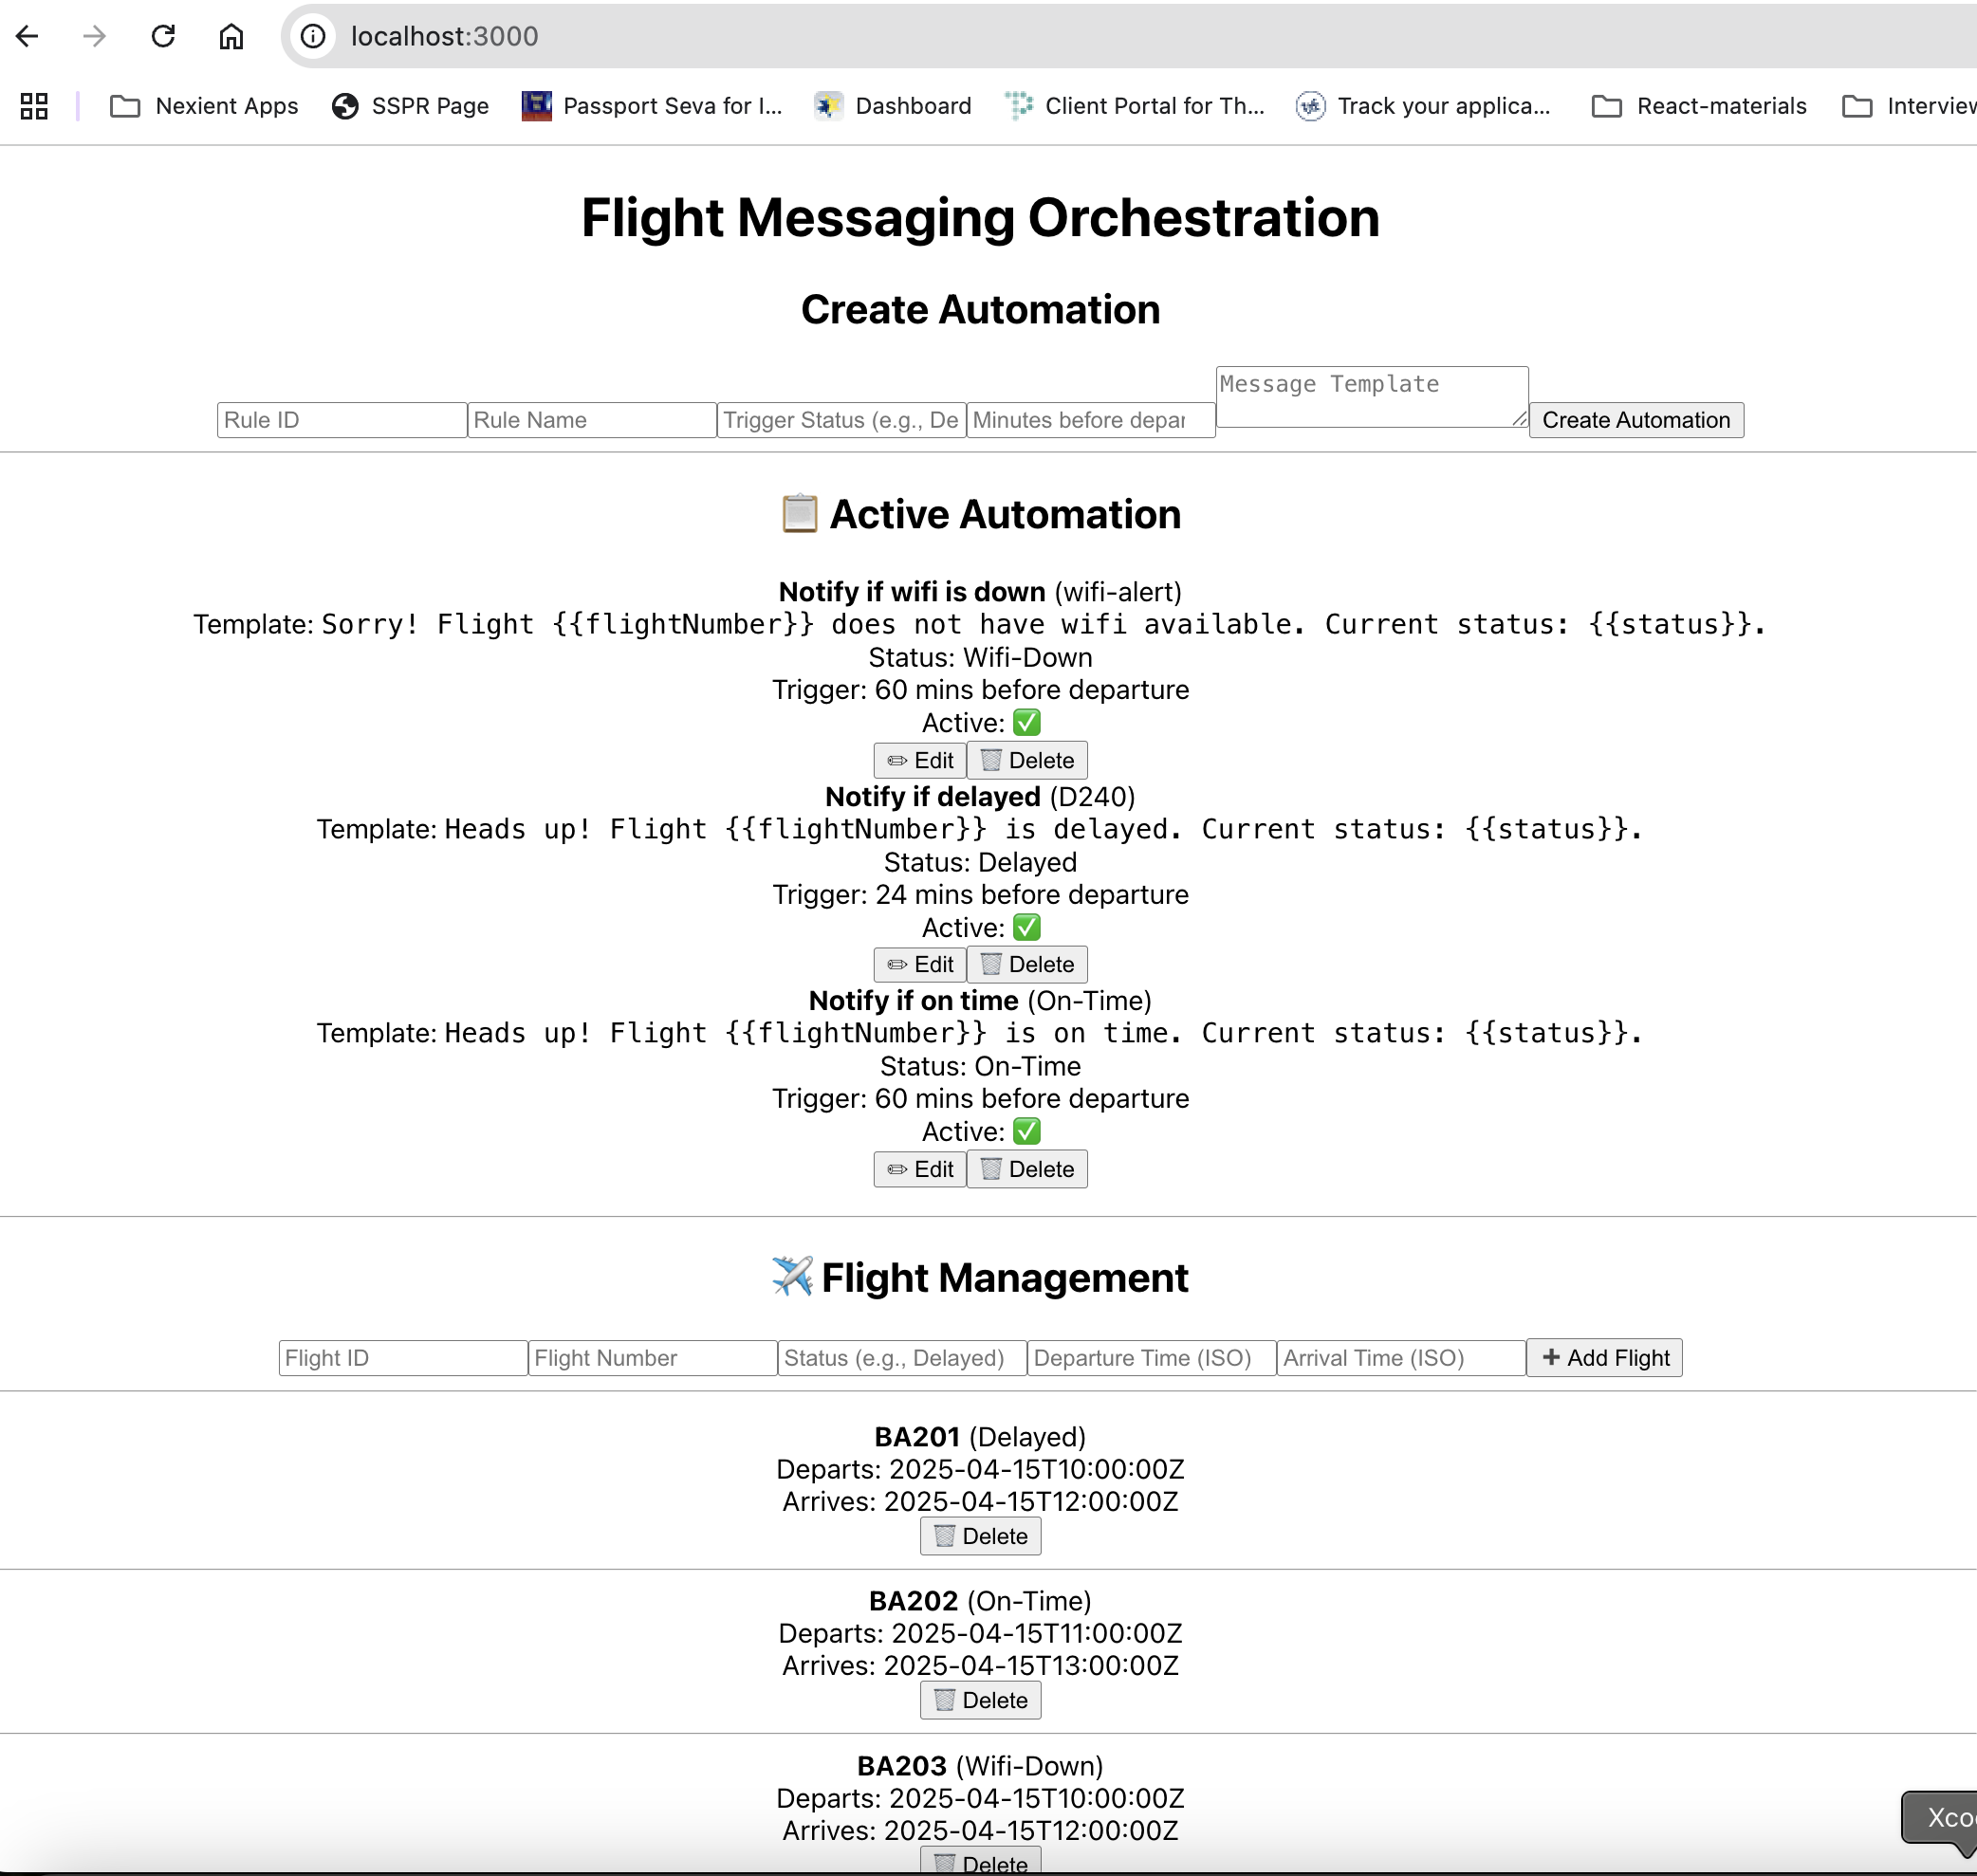 localhost:3000
Nexient Apps SSPR Page Passport Seva for I... Dashboard Client Portal for Th... Track your applica... React-materials Interview
Flight Messaging Orchestration
Create Automation
Message Template
Rule ID Rule Name Trigger Status (e.g., De Minutes before depar Create Automation
📋 Active Automation
Notify if wifi is down (wifi-alert)
Template: Sorry! Flight {{flightNumber}} does not have wifi available. Current status: {{status}}.
Status: Wifi-Down
Trigger: 60 mins before departure
Active: ✅
✏ Edit 🗑 Delete
Notify if delayed (D240)
Template: Heads up! Flight {{flightNumber}} is delayed. Current status: {{status}}.
Status: Delayed
Trigger: 24 mins before departure
Active: ✅
✏ Edit 🗑 Delete
Notify if on time (On-Time)
Template: Heads up! Flight {{flightNumber}} is on time. Current status: {{status}}.
Status: On-Time
Trigger: 60 mins before departure
Active: ✅
✏ Edit 🗑 Delete
✈️ Flight Management
Flight ID Flight Number Status (e.g., Delayed) Departure Time (ISO) Arrival Time (ISO) ➕ Add Flight
BA201 (Delayed)
Departs: 2025-04-15T10:00:00Z
Arrives: 2025-04-15T12:00:00Z
🗑 Delete
BA202 (On-Time)
Departs: 2025-04-15T11:00:00Z
Arrives: 2025-04-15T13:00:00Z
🗑 Delete
BA203 (Wifi-Down)
Departs: 2025-04-15T10:00:00Z
Xco
Arrives: 2025-04-15T12:00:00Z
🗑 Delete